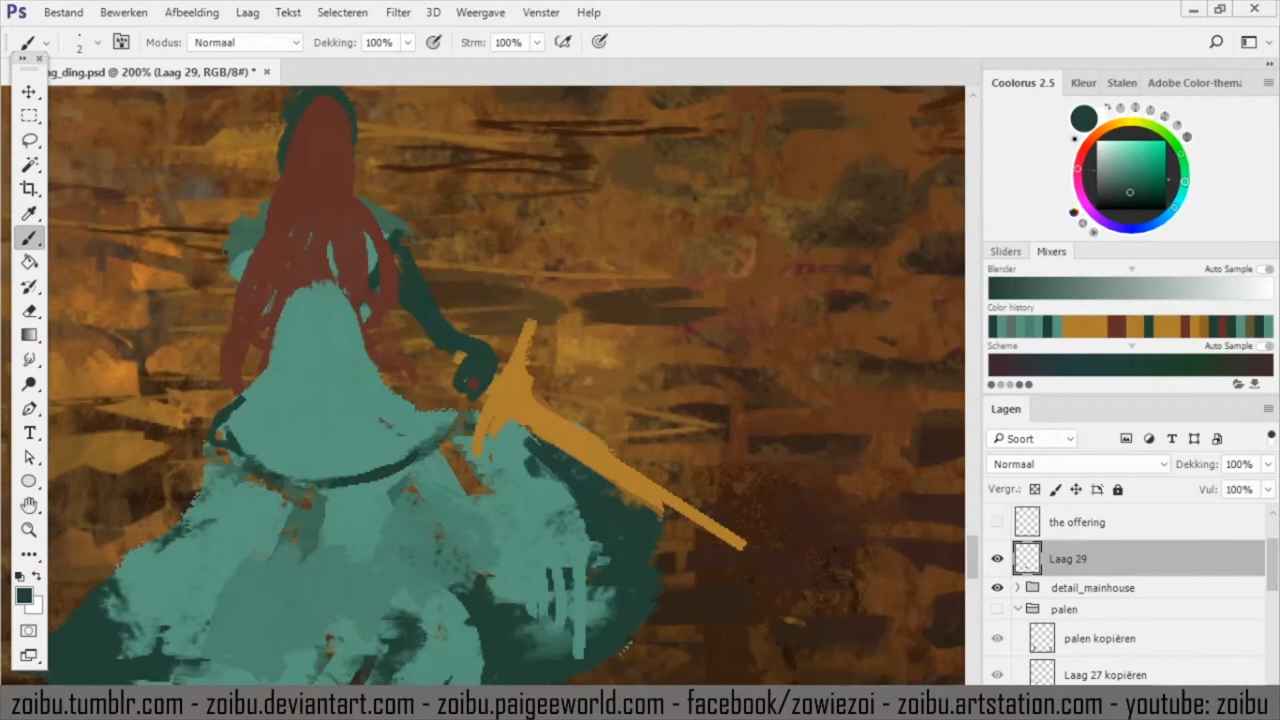 Ps Bestand Bewerken Afbeelding Laag Tekst Selecteren Filter 3D Weergave Venster Help
2 Modus: Normaal Dekking: 100% Strm: 100%
ag_ding.psd @ 200% (Laag 29, RGB/8#) *
Coolorus 2.5 Kleur Stalen Adobe Color-thema
Sliders Mixers
Blender Auto Sample
Color history
Scheme Auto Sample
Lagen
Soort
Normaal Dekking: 100%
Vergr.: Vul: 100%
the offering
Laag 29
detail_mainhouse
palen
palen kopiëren
Laag 27 kopiëren
zoibu.tumblr.com - zoibu.deviantart.com - zoibu.paigeeworld.com - facebook/zowiezoi - zoibu.artstation.com - youtube: zoibu